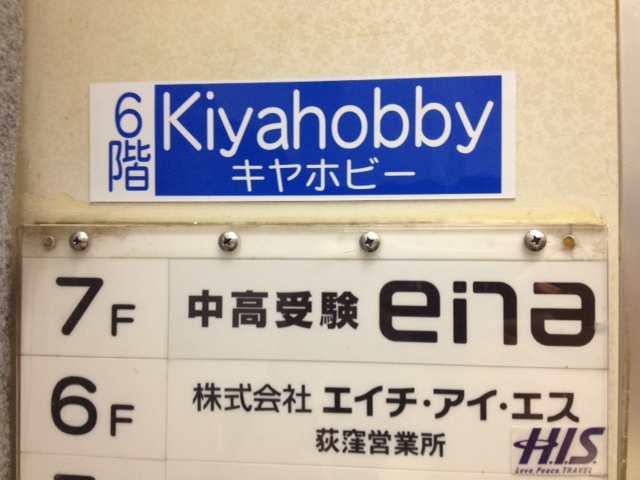 6階
Kiyahobby
キヤホビー
7F 中高受験 ena
6F 株式会社 エイチ・アイ・エス
荻窪営業所
H.I.S.
Love, Peace, TRAVEL